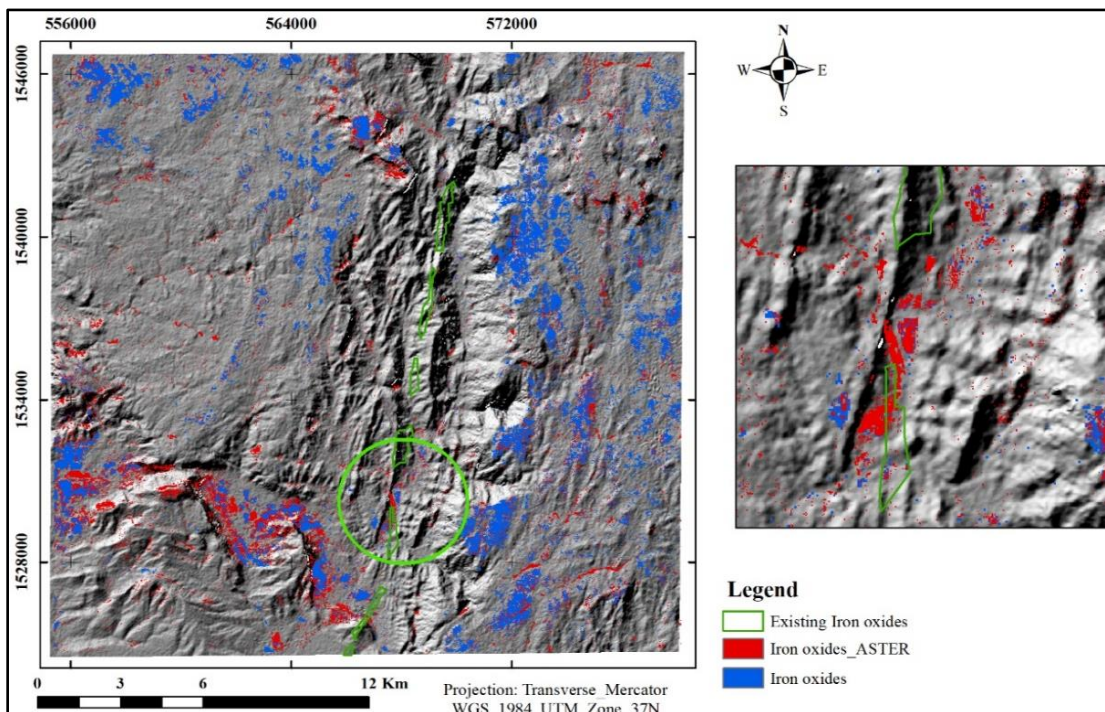 556000 564000 572000
N
W E
S
1546000
1540000
1534000
1528000
Legend
Existing Iron oxides
Iron oxides_ASTER
Iron oxides
0 3 6 12 Km
Projection: Transverse_Mercator
WGS_1984_UTM_Zone_37N